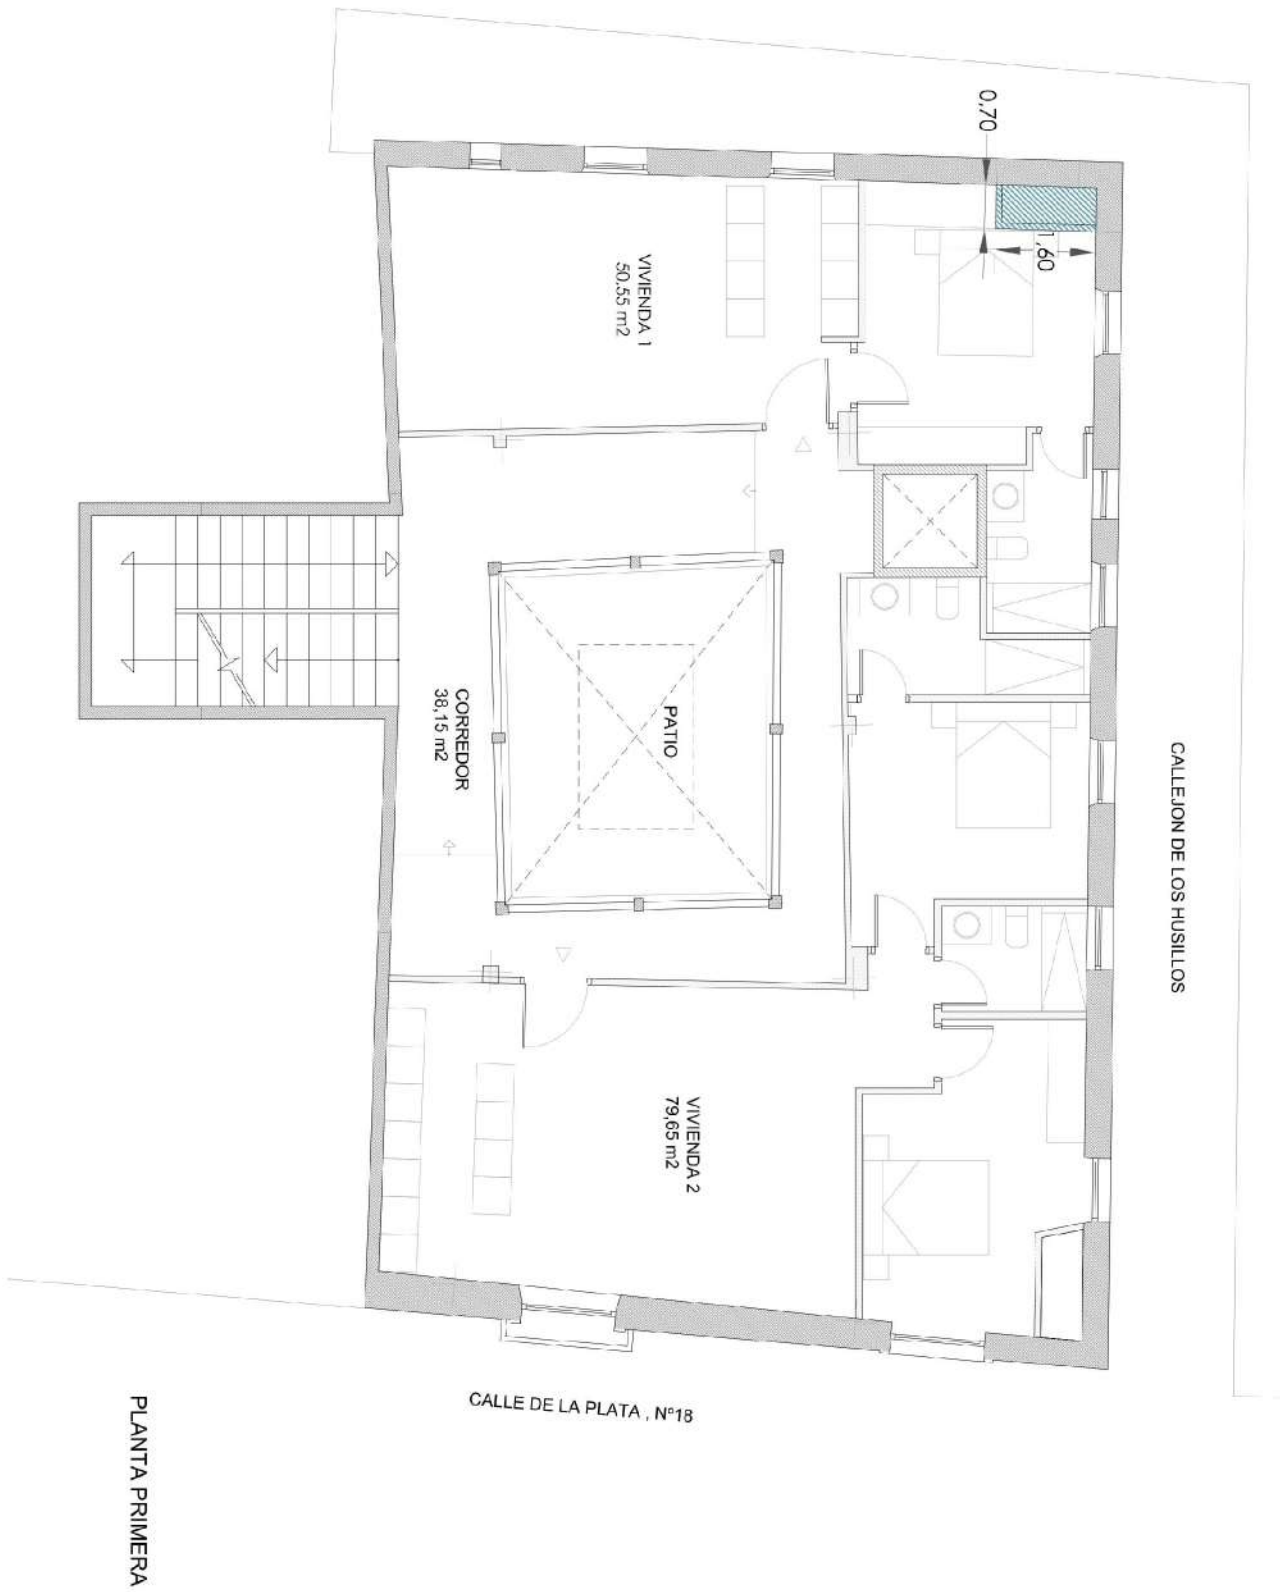 0,70
1,60
VIVIENDA 1
50,55 m2
CALLEJON DE LOS HUSILLOS
PATIO
CORREDOR
38,15 m2
VIVIENDA 2
79,65 m2
CALLE DE LA PLATA , Nº18
PLANTA PRIMERA